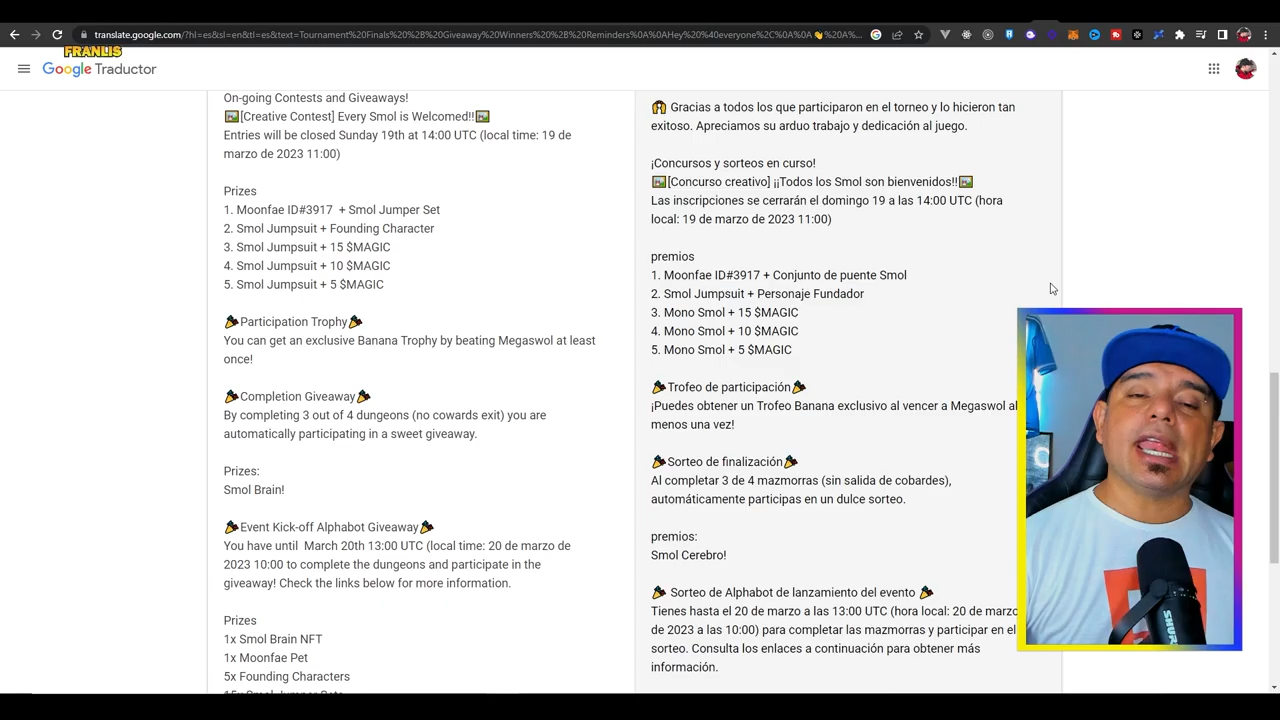 translate.google.com/?hl=es&sl=en&tl=es&text=Tournament%20Finals%20%2B%20Giveaway%20Winners%20%2B%20Reminders%0A%0AHey%20%40everyone%2C%0A%0A
FRANLIS
Google Traductor
On-going Contests and Giveaways!
[Creative Contest] Every Smol is Welcomed!!
Entries will be closed Sunday 19th at 14:00 UTC (local time: 19 de
marzo de 2023 11:00)
Prizes
1. Moonfae ID#3917 + Smol Jumper Set
2. Smol Jumpsuit + Founding Character
3. Smol Jumpsuit + 15 $MAGIC
4. Smol Jumpsuit + 10 $MAGIC
5. Smol Jumpsuit + 5 $MAGIC
🎉Participation Trophy🎉
You can get an exclusive Banana Trophy by beating Megaswol at least
once!
🎉Completion Giveaway🎉
By completing 3 out of 4 dungeons (no cowards exit) you are
automatically participating in a sweet giveaway.
Prizes:
Smol Brain!
🎉Event Kick-off Alphabot Giveaway🎉
You have until March 20th 13:00 UTC (local time: 20 de marzo de
2023 10:00) to complete the dungeons and participate in the
giveaway! Check the links below for more information.
Prizes
1x Smol Brain NFT
1x Moonfae Pet
5x Founding Characters
15x Smol Jumper Sets
Gracias a todos los que participaron en el torneo y lo hicieron tan
exitoso. Apreciamos su arduo trabajo y dedicación al juego.
¡Concursos y sorteos en curso!
[Concurso creativo] ¡¡Todos los Smol son bienvenidos!!
Las inscripciones se cerrarán el domingo 19 a las 14:00 UTC (hora
local: 19 de marzo de 2023 11:00)
premios
1. Moonfae ID#3917 + Conjunto de puente Smol
2. Smol Jumpsuit + Personaje Fundador
3. Mono Smol + 15 $MAGIC
4. Mono Smol + 10 $MAGIC
5. Mono Smol + 5 $MAGIC
🎉Trofeo de participación🎉
¡Puedes obtener un Trofeo Banana exclusivo al vencer a Megaswol al
menos una vez!
🎉Sorteo de finalización🎉
Al completar 3 de 4 mazmorras (sin salida de cobardes),
automáticamente participas en un dulce sorteo.
premios:
Smol Cerebro!
🎉 Sorteo de Alphabot de lanzamiento del evento 🎉
Tienes hasta el 20 de marzo a las 13:00 UTC (hora local: 20 de marzo
de 2023 a las 10:00) para completar las mazmorras y participar en el
sorteo. Consulta los enlaces a continuación para obtener más
información.